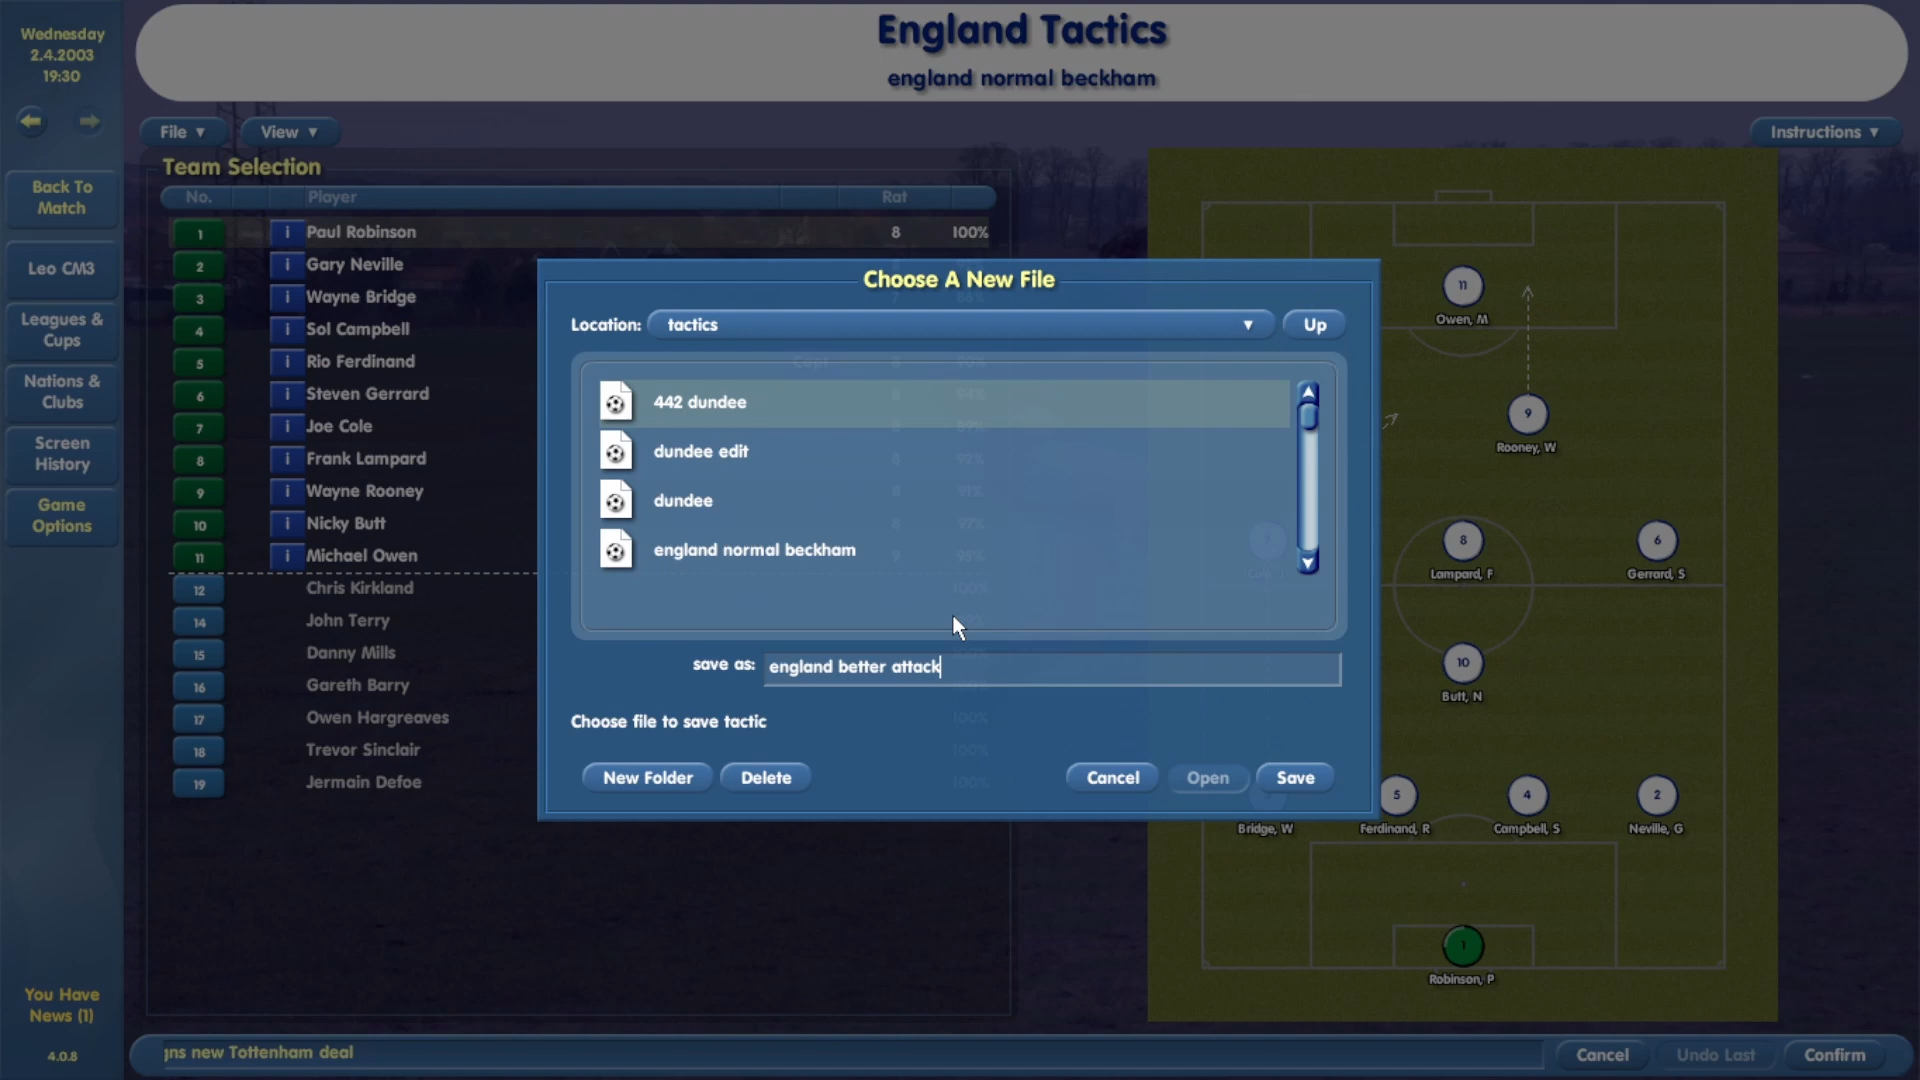 Wednesday
2.4.2003
19:30
England Tactics
england normal beckham
File ▼
View ▼
Instructions ▼
Back To
Match
Leo CM3
Leagues &
Cups
Nations &
Clubs
Screen
History
Game
Options
You Have
News (1)
4.0.8
Team Selection
No. Player Rat
1 i Paul Robinson 8 100%
2 i Gary Neville
3 i Wayne Bridge
4 i Sol Campbell
5 i Rio Ferdinand
6 i Steven Gerrard
7 i Joe Cole
8 i Frank Lampard
9 i Wayne Rooney
10 i Nicky Butt
11 i Michael Owen
12 Chris Kirkland 100%
14 John Terry
15 Danny Mills 100%
16 Gareth Barry
17 Owen Hargreaves 100%
18 Trevor Sinclair 100%
19 Jermain Defoe 100%
Choose A New File
Location: tactics ▼ Up
442 dundee
dundee edit
dundee
england normal beckham
save as: england better attack
Choose file to save tactic
New Folder Delete Cancel Open Save
11
Owen, M
9
Rooney, W
8
Lampard, F
6
Gerrard, S
10
Butt, N
5 4 2
Bridge, W Ferdinand, R Campbell, S Neville, G
1
Robinson, P
gns new Tottenham deal
Cancel Undo Last Confirm